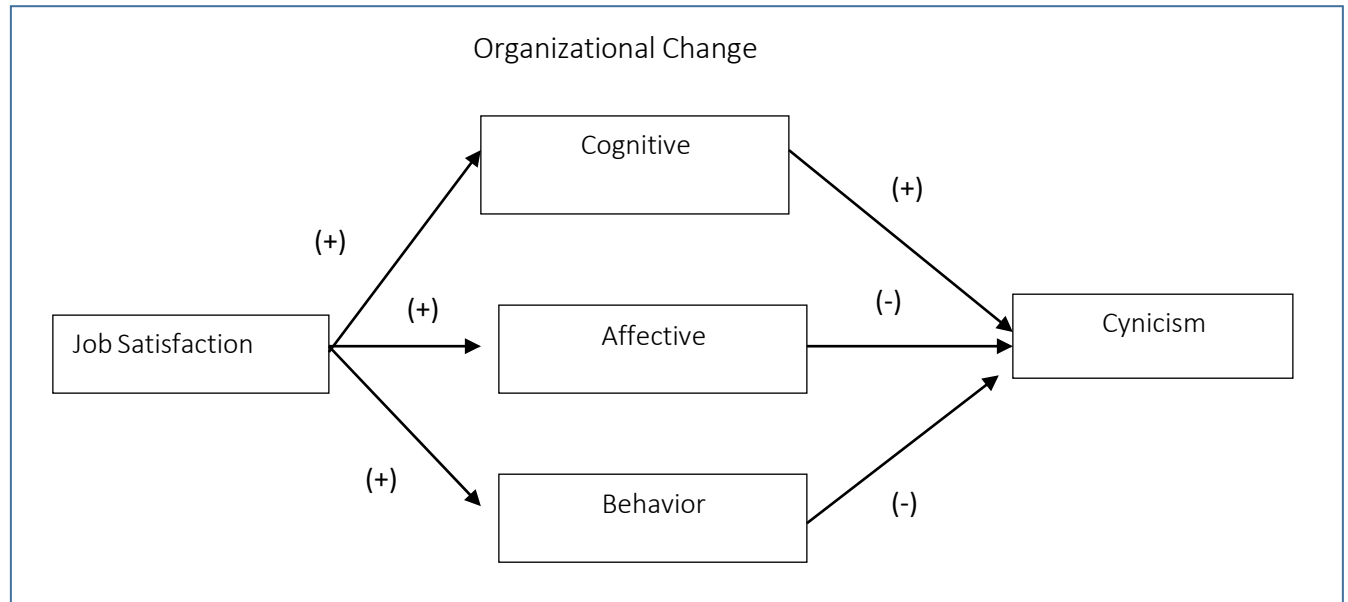 Organizational Change
Cognitive
(+)
(+)
(+)
(-)
Job Satisfaction
Affective
Cynicism
(+)
Behavior
(-)